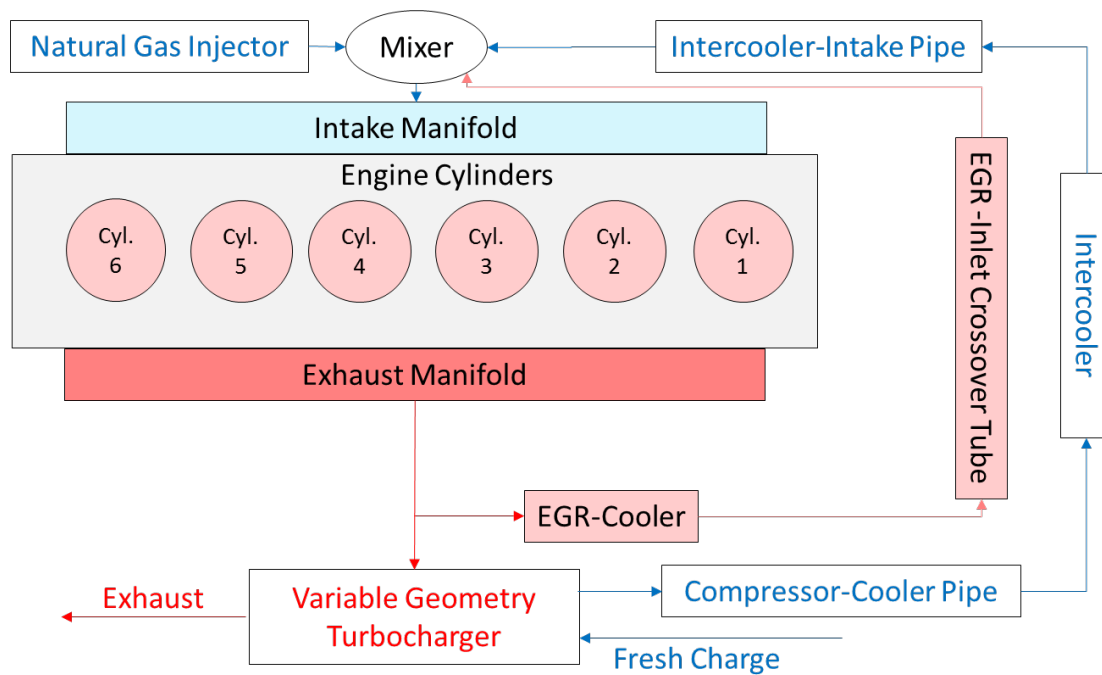 Natural Gas Injector
Mixer
Intercooler-Intake Pipe
Intake Manifold
Engine Cylinders
Cyl.
6
Cyl.
5
Cyl.
4
Cyl.
3
Cyl.
2
Cyl.
1
EGR -Inlet Crossover Tube
Intercooler
Exhaust Manifold
EGR-Cooler
Exhaust
Variable Geometry
Turbocharger
Compressor-Cooler Pipe
Fresh Charge